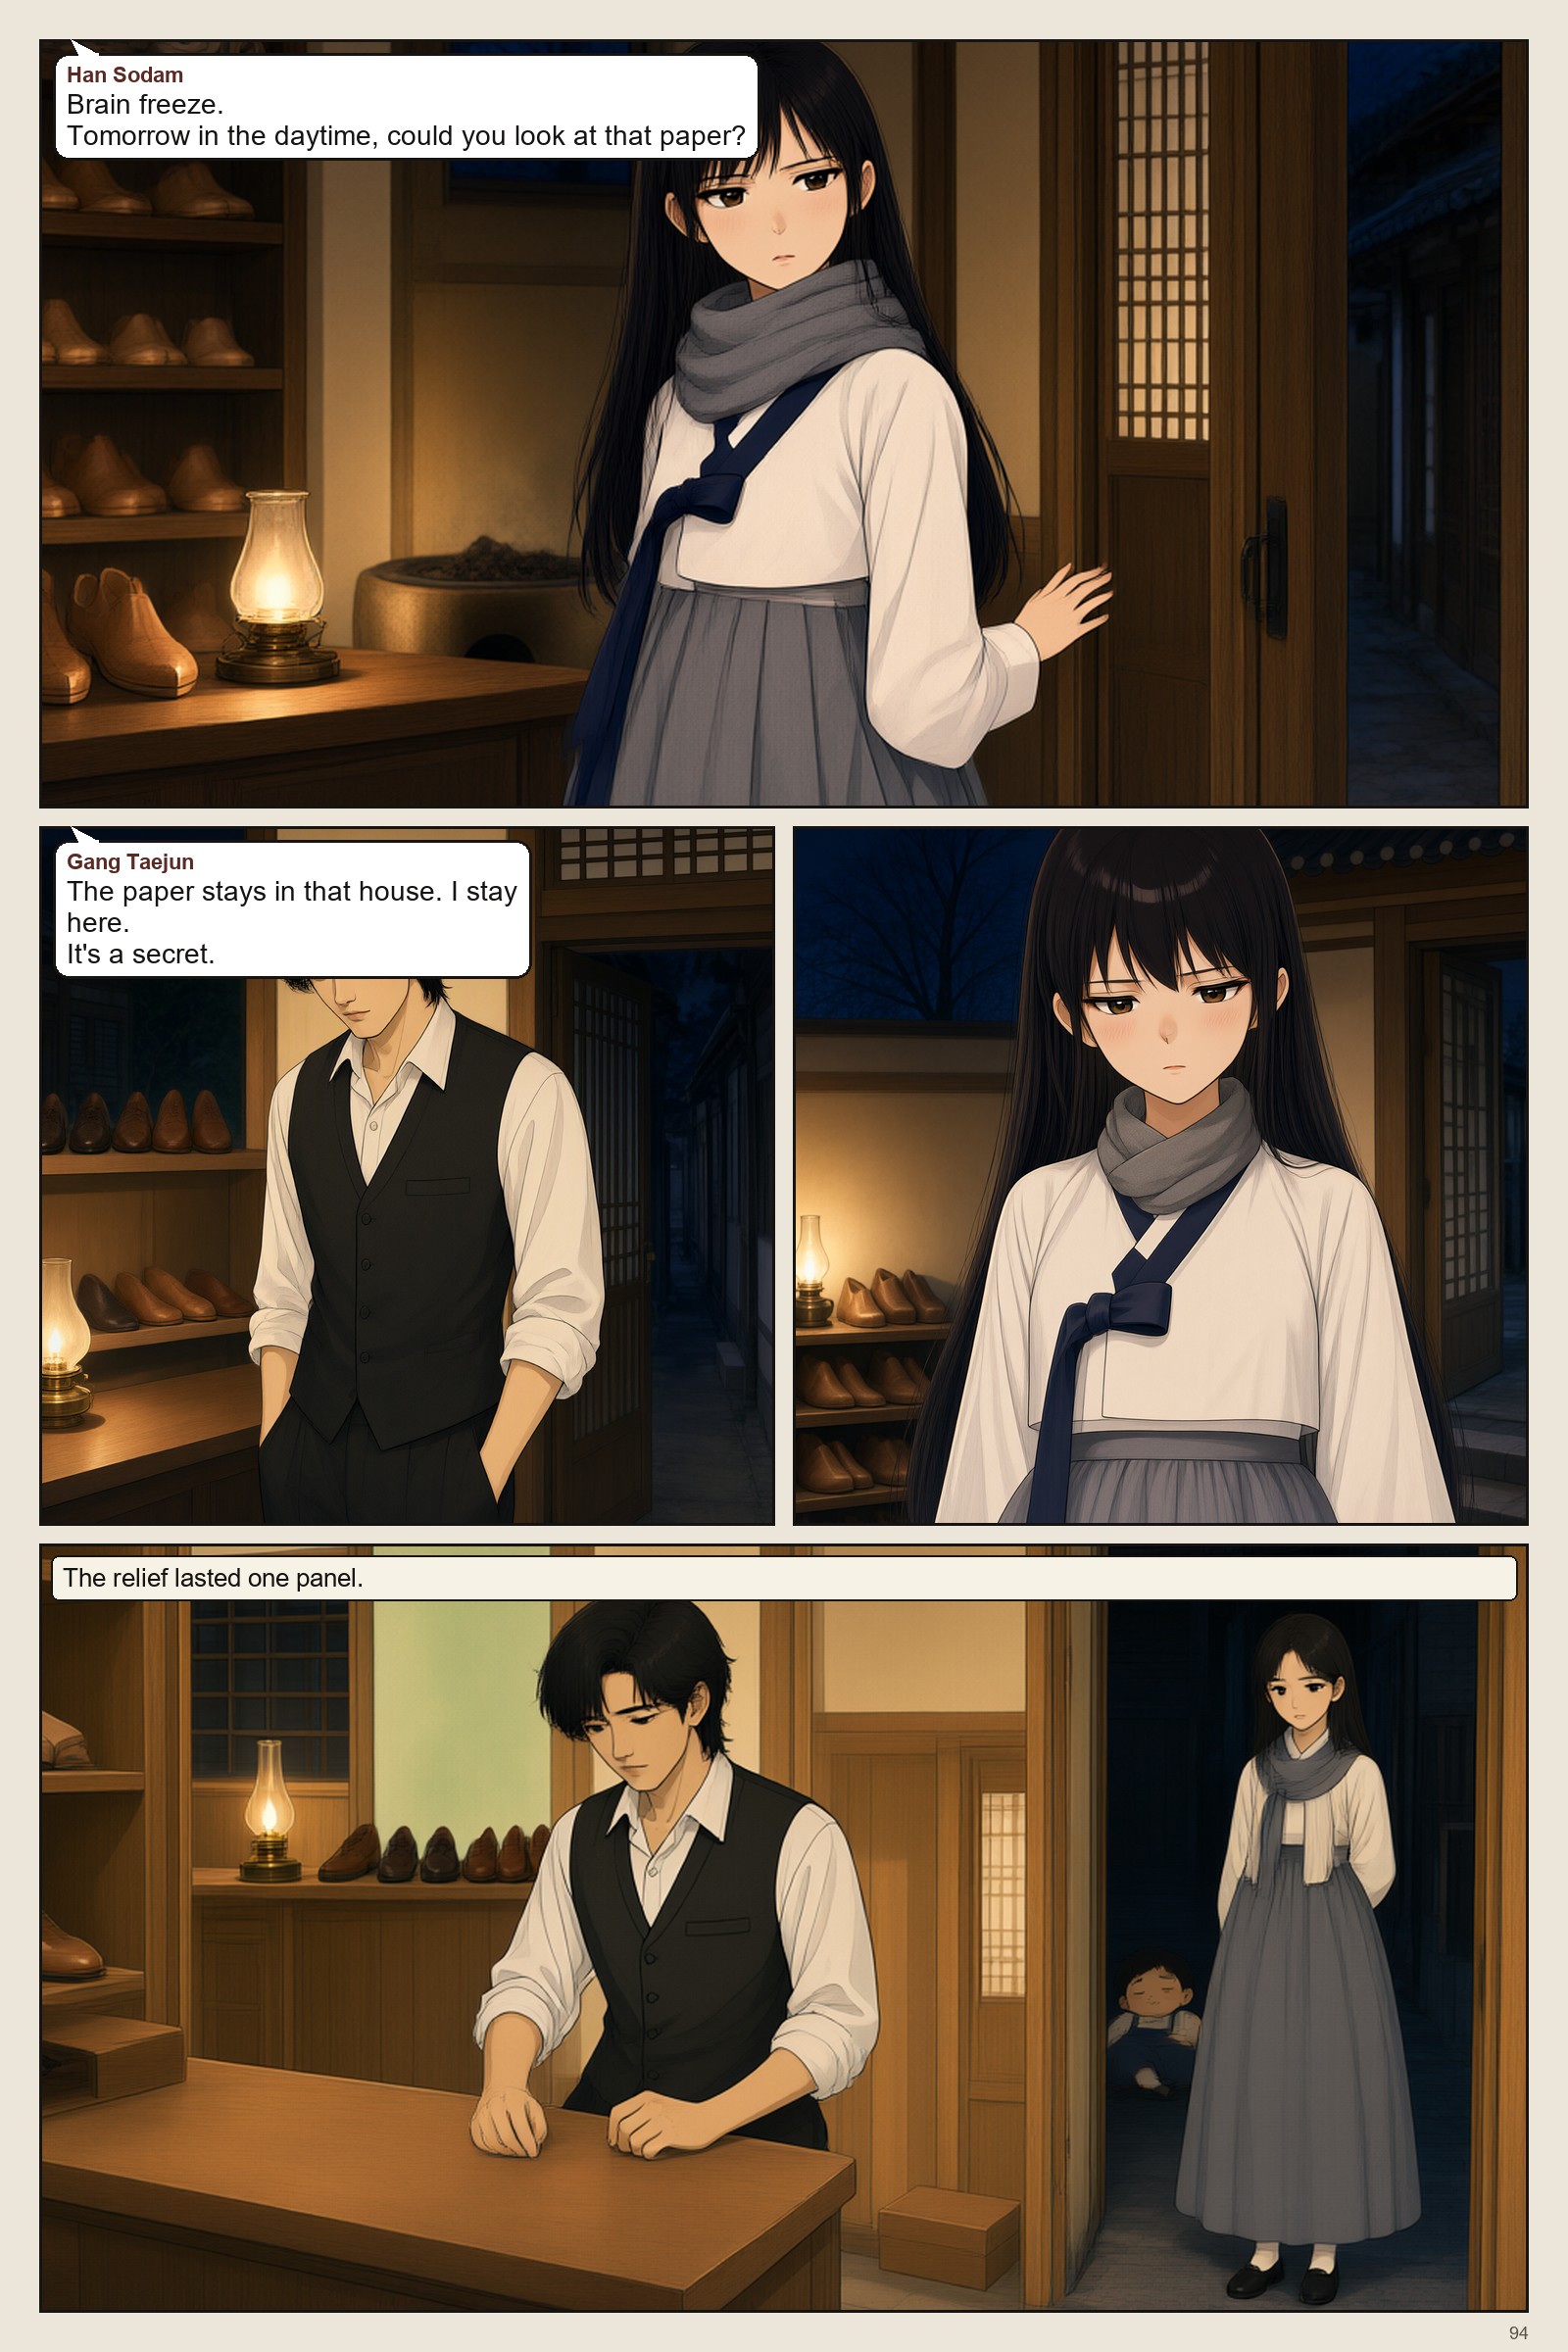 Han Sodam
Brain freeze.
Tomorrow in the daytime, could you look at that paper?
Gang Taejun
The paper stays in that house. I stay
here.
It's a secret.
The relief lasted one panel.
94